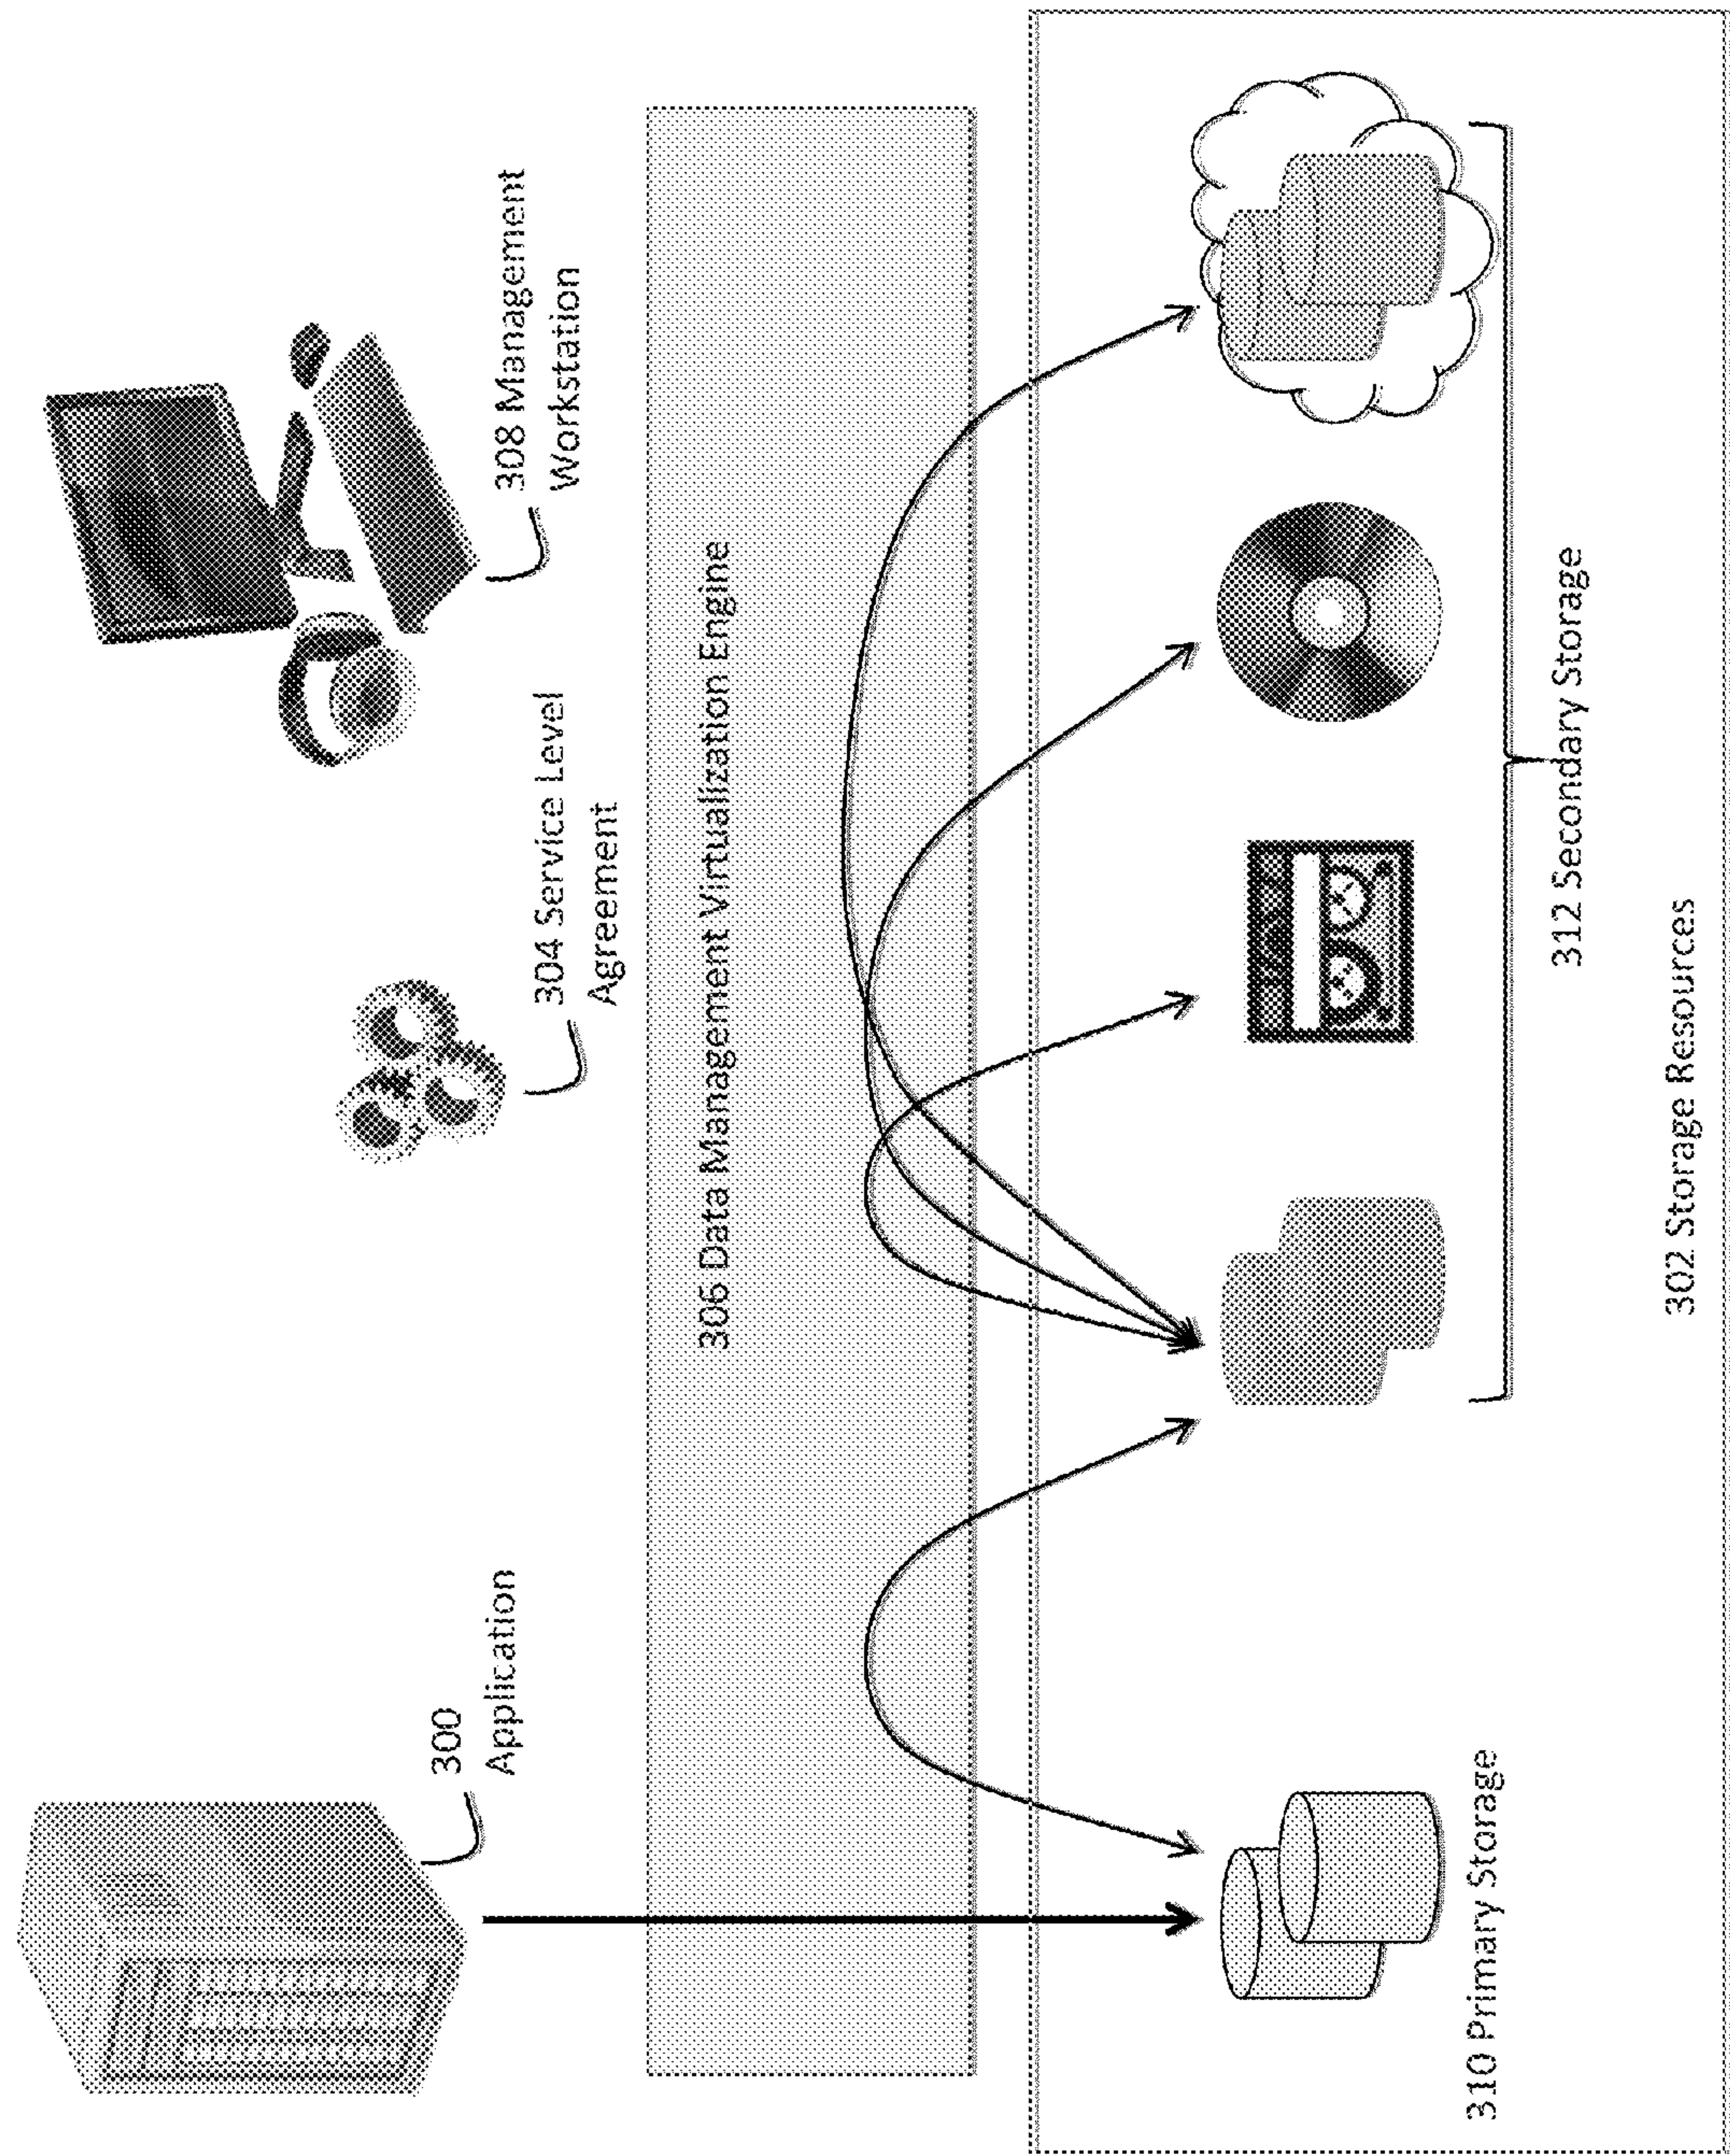 300
Application
304 Service Level
Agreement
308 Management
Workstation
306 Data Management Virtualization Engine
310 Primary Storage
312 Secondary Storage
302 Storage Resources